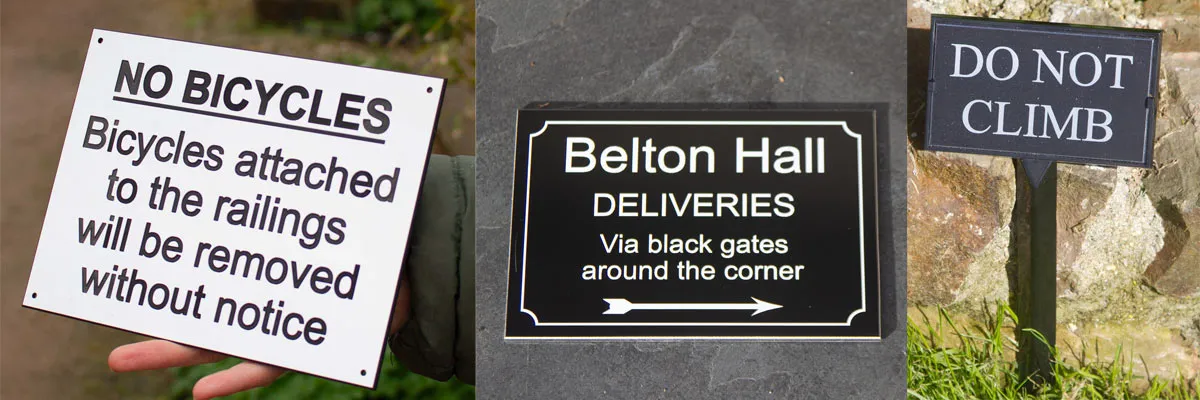 NO BICYCLES
Bicycles attached
to the railings
will be removed
without notice
Belton Hall
DELIVERIES
Via black gates
around the corner
DO NOT
CLIMB